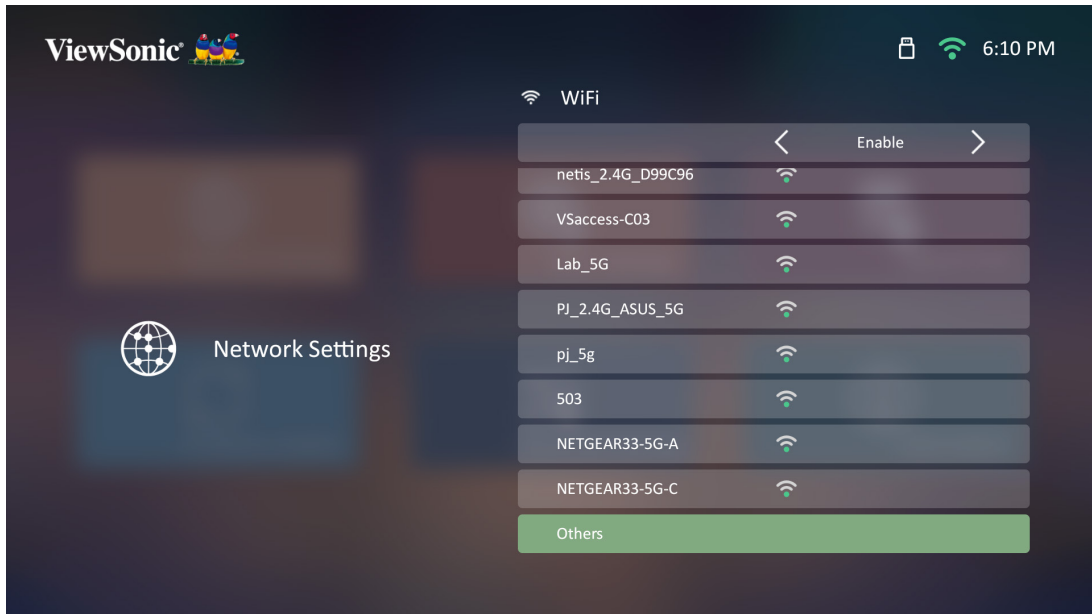 ViewSonic
6:10 PM
WiFi
Enable
netis_2.4G_D99C96
VSaccess-C03
Lab_5G
PJ_2.4G_ASUS_5G
Network Settings
pj_5g
503
NETGEAR33-5G-A
NETGEAR33-5G-C
Others